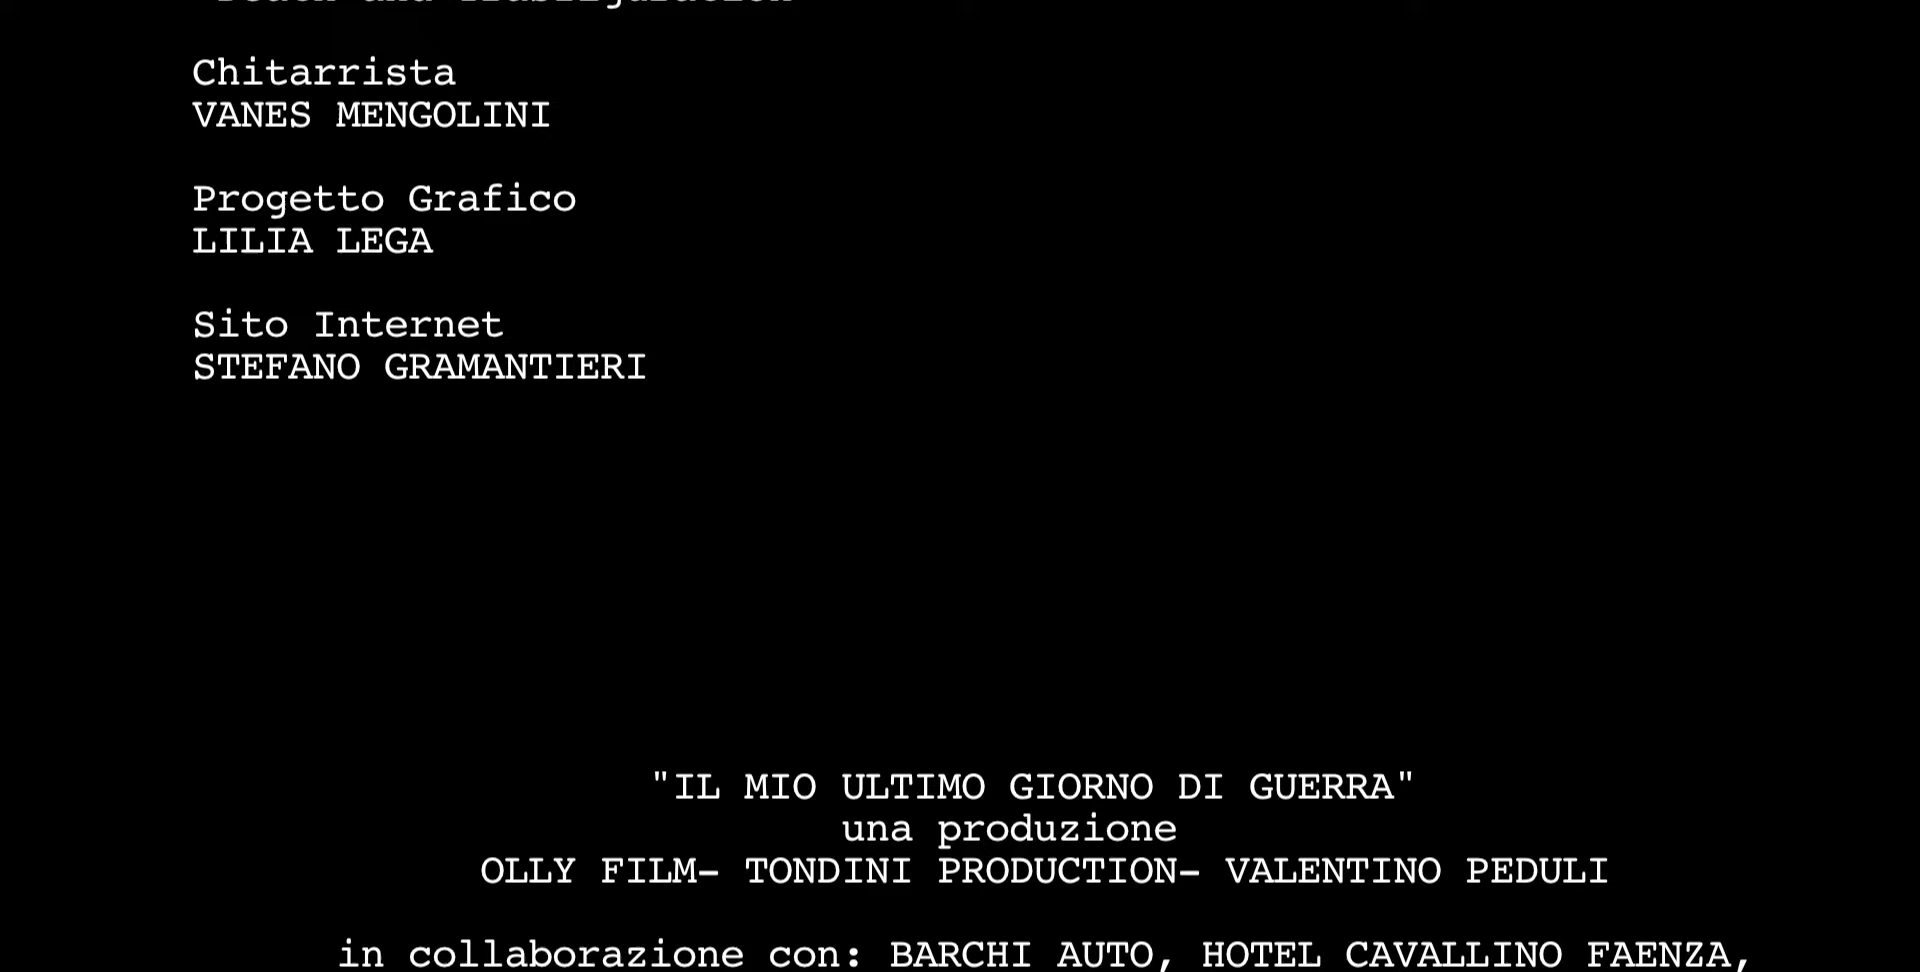 Chitarrista
VANES MENGOLINI
Progetto Grafico
LILIA LEGA
Sito Internet
STEFANO GRAMANTIERI
"IL MIO ULTIMO GIORNO DI GUERRA"
una produzione
OLLY FILM- TONDINI PRODUCTION- VALENTINO PEDULI
in collaborazione con: BARCHI AUTO, HOTEL CAVALLINO FAENZA,